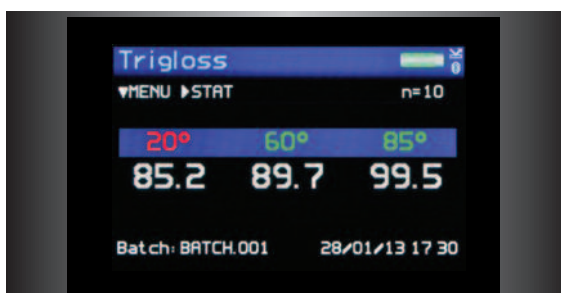 Trigloss
▼MENU ▶STAT n=10
20° 60° 85°
85.2 89.7 99.5
Batch: BATCH.001 28/01/13 17 30